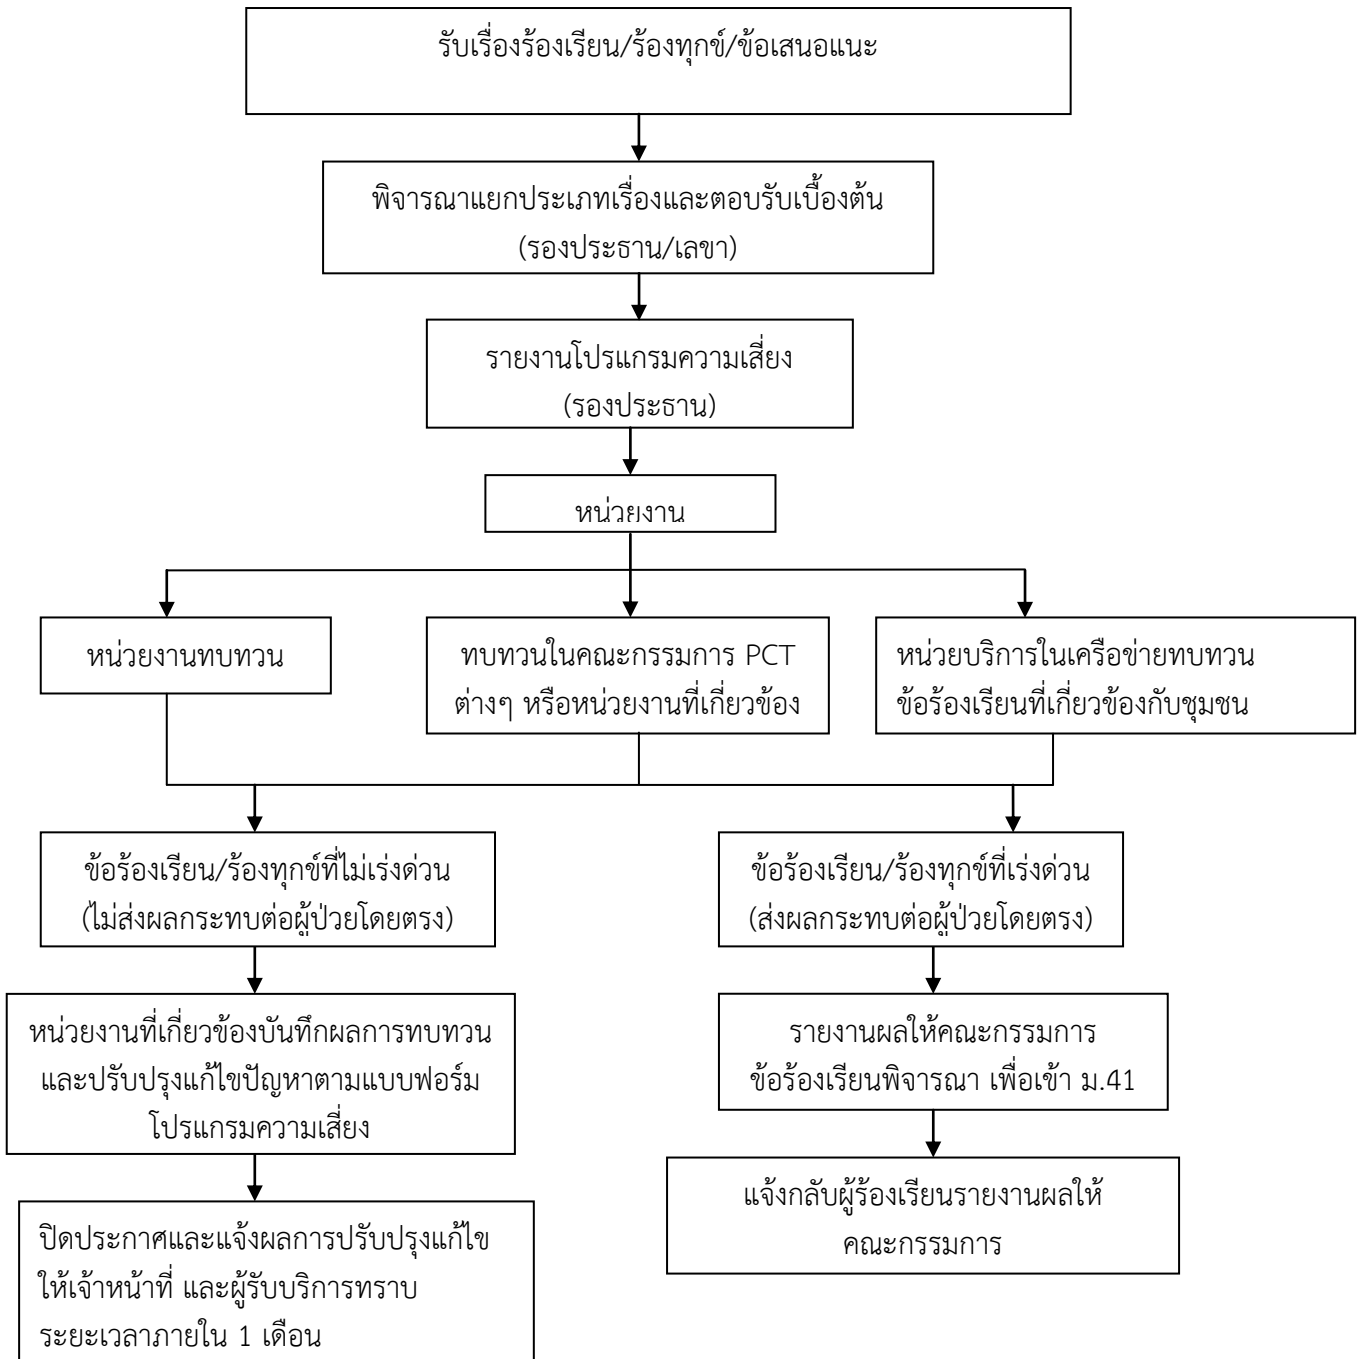 รับเรื่องร้องเรียน/ร้องทุกข์/ข้อเสนอแนะ
พิจารณาแยกประเภทเรื่องและตอบรับเบื้องต้น
(รองประธาน/เลขา)
รายงานโปรแกรมความเสี่ยง
(รองประธาน)
หน่วยงาน
หน่วยงานทบทวน
ทบทวนในคณะกรรมการ PCT
ต่างๆ หรือหน่วยงานที่เกี่ยวข้อง
หน่วยบริการในเครือข่ายทบทวน
ข้อร้องเรียนที่เกี่ยวข้องกับชุมชน
ข้อร้องเรียน/ร้องทุกข์ที่ไม่เร่งด่วน
(ไม่ส่งผลกระทบต่อผู้ป่วยโดยตรง)
ข้อร้องเรียน/ร้องทุกข์ที่เร่งด่วน
(ส่งผลกระทบต่อผู้ป่วยโดยตรง)
หน่วยงานที่เกี่ยวข้องบันทึกผลการทบทวน
และปรับปรุงแก้ไขปัญหาตามแบบฟอร์ม
โปรแกรมความเสี่ยง
รายงานผลให้คณะกรรมการ
ข้อร้องเรียนพิจารณา เพื่อเข้า ม.41
แจ้งกลับผู้ร้องเรียนรายงานผลให้
คณะกรรมการ
ปิดประกาศและแจ้งผลการปรับปรุงแก้ไข
ให้เจ้าหน้าที่ และผู้รับบริการทราบ
ระยะเวลาภายใน 1 เดือน